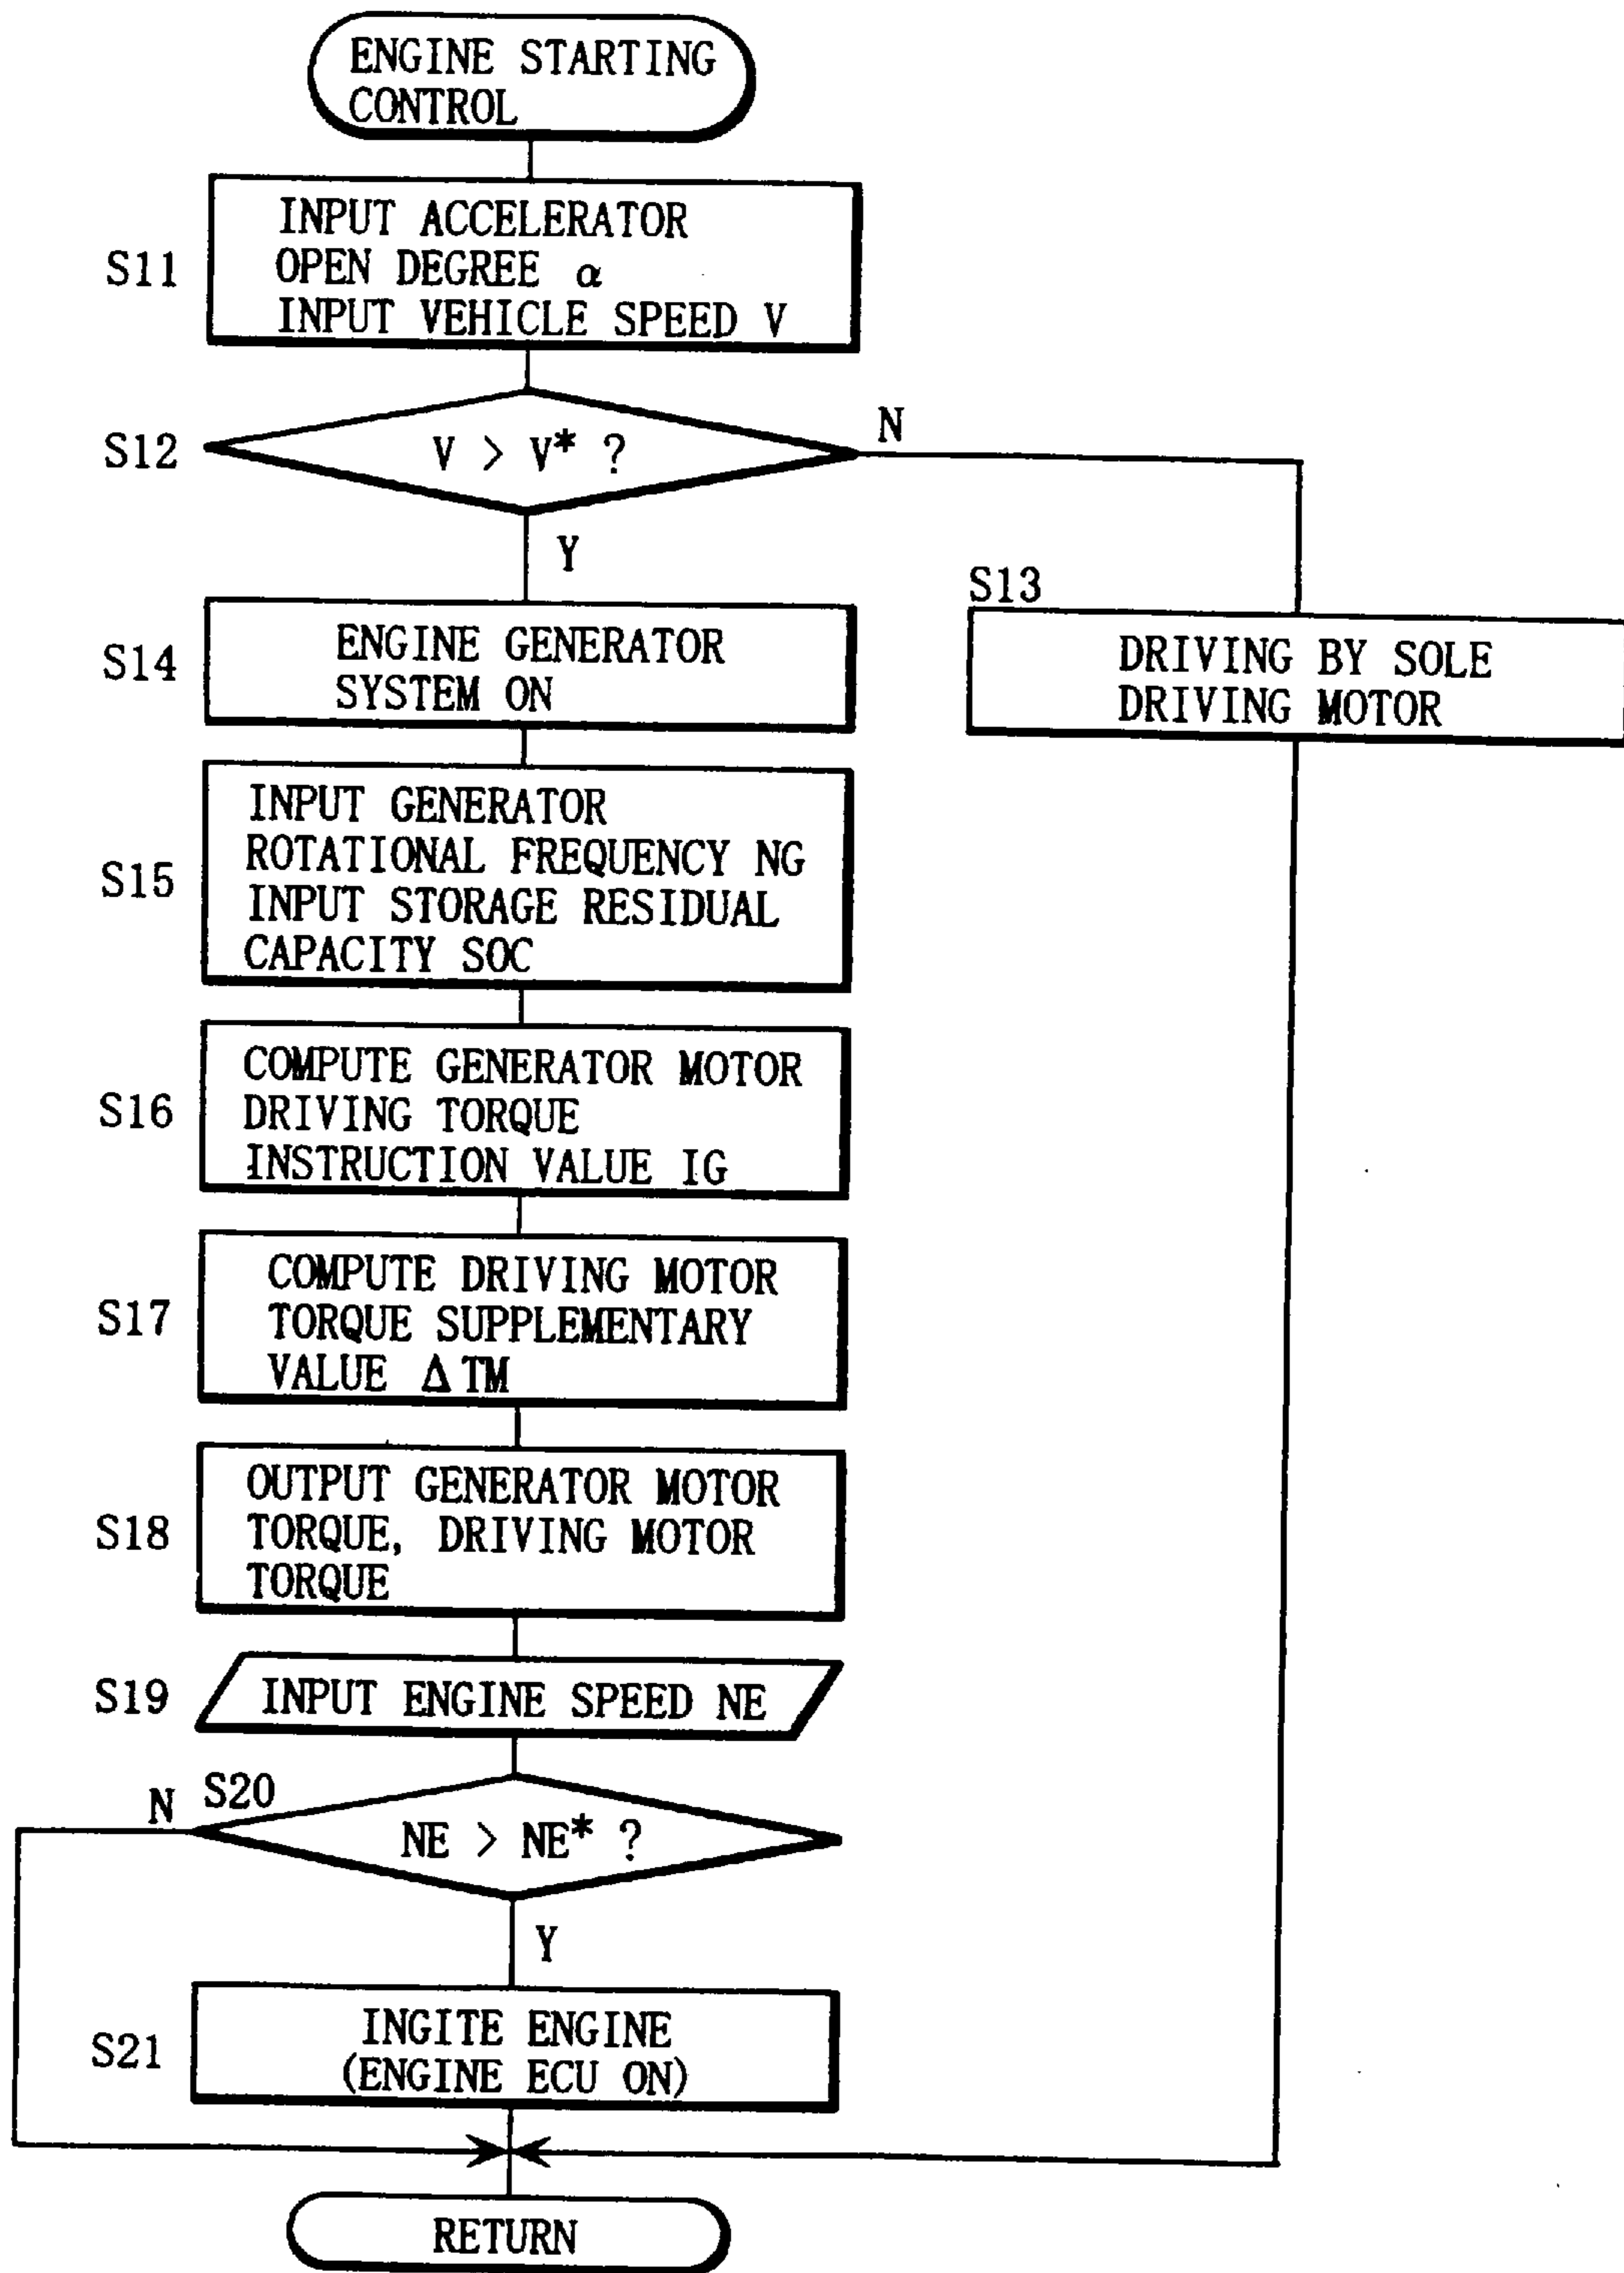 ENGINE STARTING
CONTROL
S11
INPUT ACCELERATOR
OPEN DEGREE α
INPUT VEHICLE SPEED V
S12
V > V* ?
N
Y
S13
DRIVING BY SOLE
DRIVING MOTOR
S14
ENGINE GENERATOR
SYSTEM ON
S15
INPUT GENERATOR
ROTATIONAL FREQUENCY NG
INPUT STORAGE RESIDUAL
CAPACITY SOC
S16
COMPUTE GENERATOR MOTOR
DRIVING TORQUE
INSTRUCTION VALUE IG
S17
COMPUTE DRIVING MOTOR
TORQUE SUPPLEMENTARY
VALUE ΔTM
S18
OUTPUT GENERATOR MOTOR
TORQUE, DRIVING MOTOR
TORQUE
S19
INPUT ENGINE SPEED NE
N
S20
NE > NE* ?
Y
S21
INGITE ENGINE
(ENGINE ECU ON)
RETURN